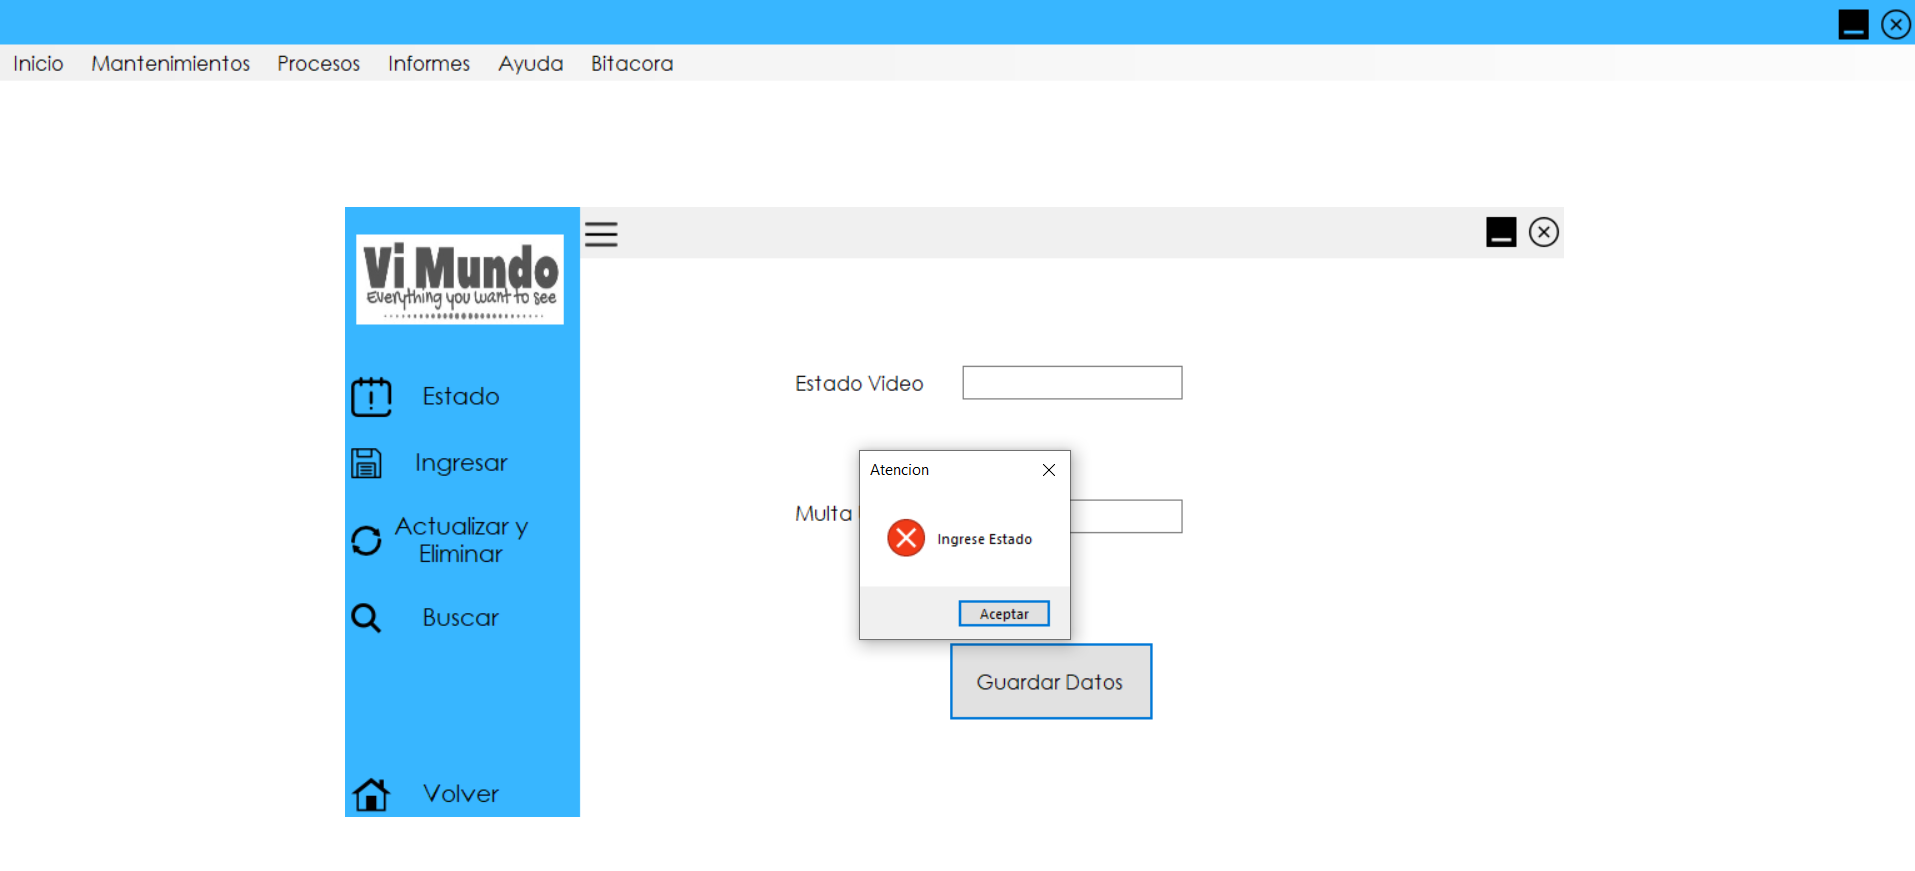 Inicio Mantenimientos Procesos Informes Ayuda Bitacora
Vi Mundo
Everything you want to see
Estado
Ingresar
Actualizar y
Eliminar
Buscar
Volver
Estado Video
Multa
Atencion
Ingrese Estado
Aceptar
Guardar Datos